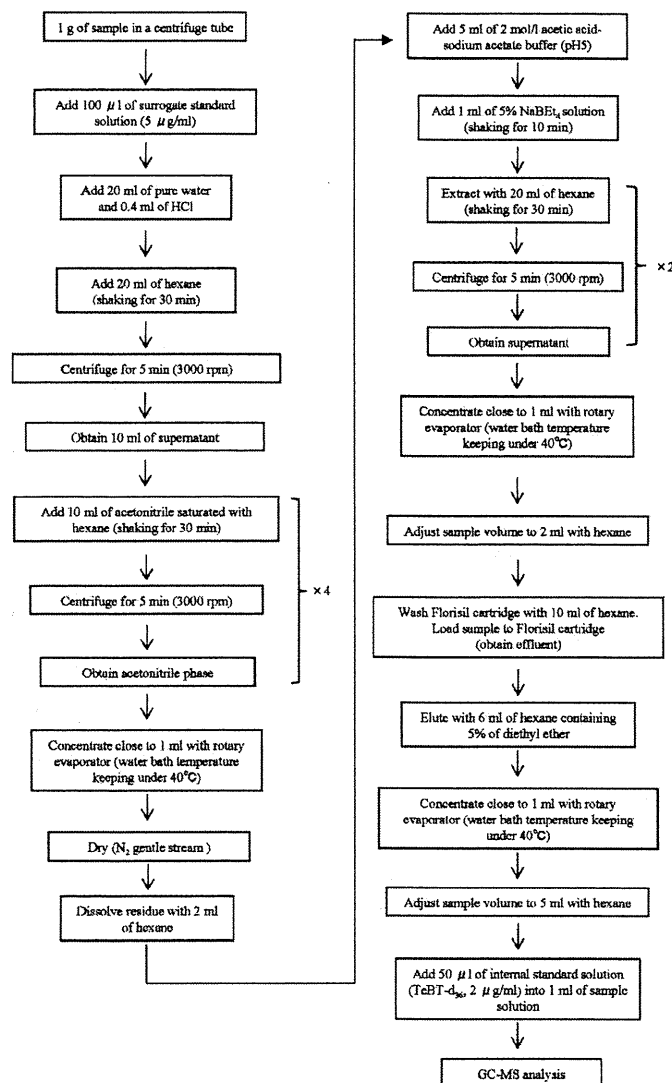 1 g of sample in a centrifuge tube
Add 100 μl of surrogate standard
solution (5 μg/ml)
Add 20 ml of pure water
and 0.4 ml of HCl
Add 20 ml of hexane
(shaking for 30 min)
Centrifuge for 5 min (3000 rpm)
Obtain 10 ml of supernatant
Add 10 ml of acetonitrile saturated with
hexane (shaking for 30 min)
Centrifuge for 5 min (3000 rpm)
Obtain acetonitrile phase
×4
Concentrate close to 1 ml with rotary
evaporator (water bath temperature
keeping under 40°C)
Dry (N₂ gentle stream )
Dissolve residue with 2 ml
of hexane
Add 5 ml of 2 mol/l acetic acid-
sodium acetate buffer (pH5)
Add 1 ml of 5% NaBEt₄ solution
(shaking for 10 min)
Extract with 20 ml of hexane
(shaking for 30 min)
Centrifuge for 5 min (3000 rpm)
Obtain supernatant
×2
Concentrate close to 1 ml with rotary
evaporator (water bath temperature
keeping under 40°C)
Adjust sample volume to 2 ml with hexane
Wash Florisil cartridge with 10 ml of hexane.
Load sample to Florisil cartridge
(obtain effluent)
Elute with 6 ml of hexane containing
5% of diethyl ether
Concentrate close to 1 ml with rotary
evaporator (water bath temperature keeping
under 40°C)
Adjust sample volume to 5 ml with hexane
Add 50 μl of internal standard solution
(TeBT-d₃₆, 2 μg/ml) into 1 ml of sample
solution
GC-MS analysis